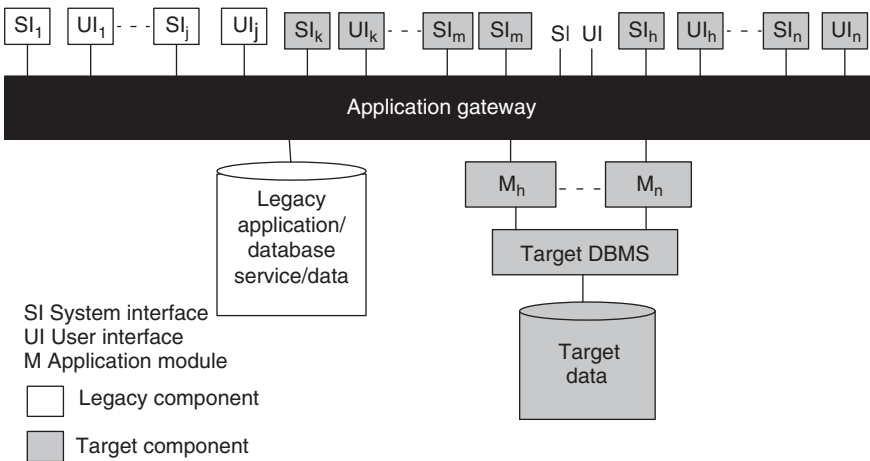 SI₁ UI₁ SIⱼ UIⱼ SIₖ UIₖ SIₘ SIₘ SI UI SIₕ UIₕ SIₙ UIₙ
Application gateway
Legacy
application/
database
service/data
Mₕ Mₙ
Target DBMS
Target
data
SI System interface
UI User interface
M Application module
Legacy component
Target component